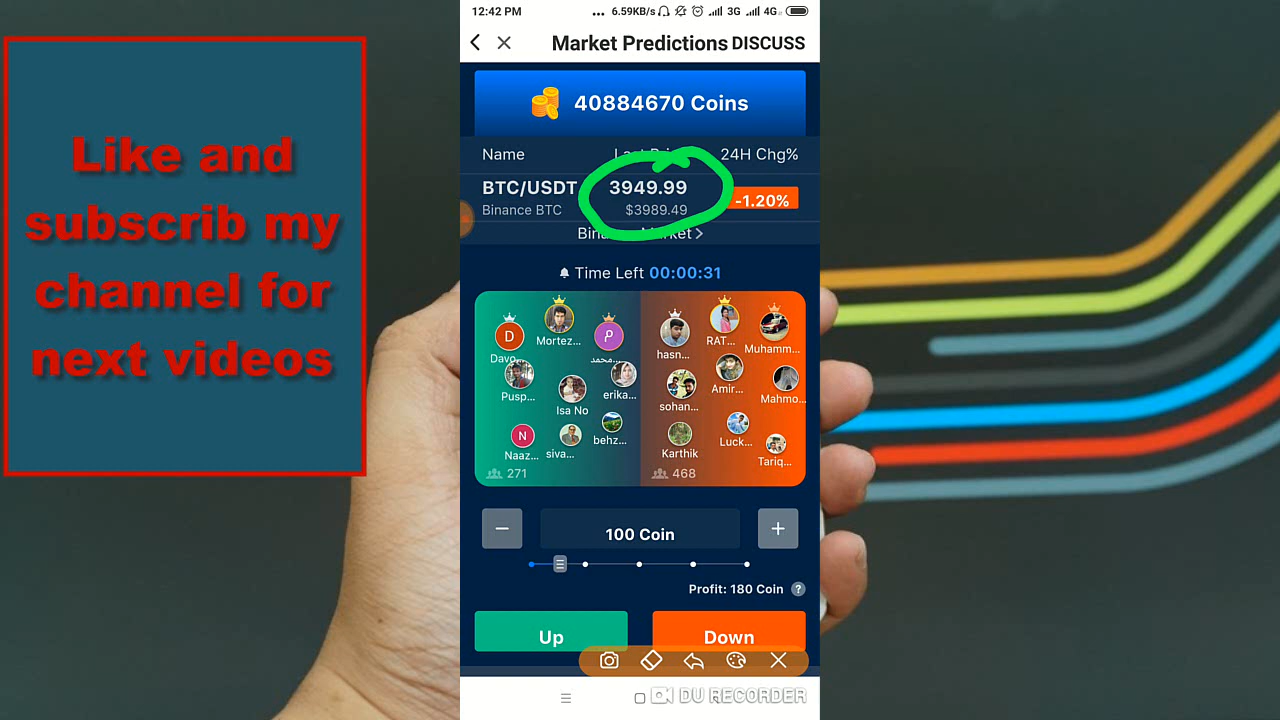 Like and
subscrib my
channel for
next videos
12:42 PM
... 6.59KB/s 3G 4G
Market Predictions DISCUSS
40884670 Coins
Name
24H Chg%
BTC/USDT 3949.99
-1.20%
Binance BTC $3989.49
Time Left 00:00:31
D
Davo...
Mortez...
P
محمد...
hasn...
RAT...
Muhamm...
Pusp...
Isa No
erika...
sohan...
Amir...
Mahmo...
N
Naaz...
siva...
behz...
Karthik
Luck...
Tariq...
271
468
− 100 Coin +
Profit: 180 Coin ?
Up Down
DU RECORDER